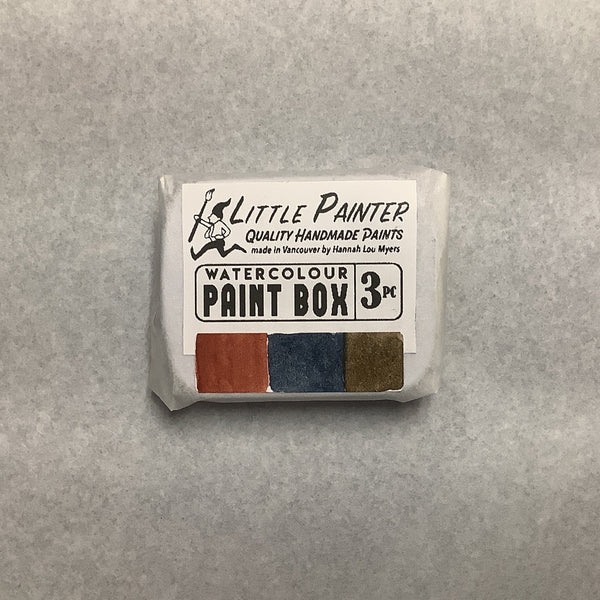 LITTLE PAINTER
QUALITY HANDMADE PAINTS
made in Vancouver by Hannah Lou Myers
WATERCOLOUR
PAINT BOX 3PC